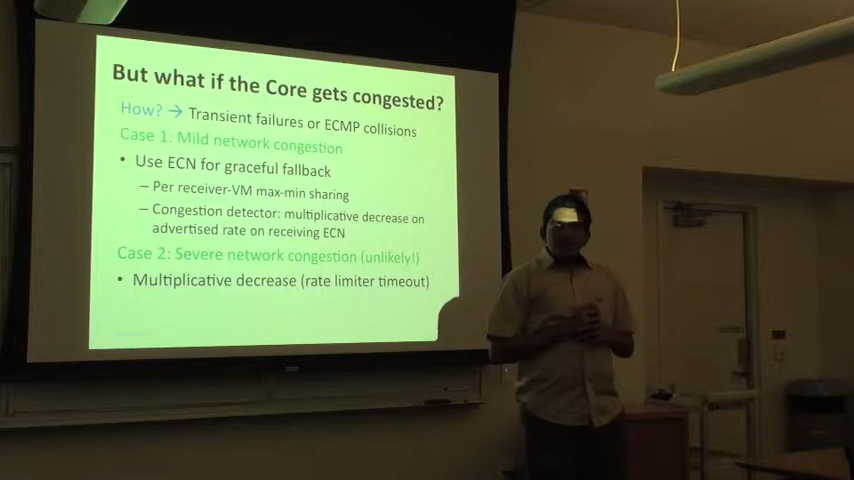 But what if the Core gets congested?
How? → Transient failures or ECMP collisions
Case 1: Mild network congestion
• Use ECN for graceful fallback
– Per receiver-VM max-min sharing
– Congestion detector: multiplicative decrease on
advertised rate on receiving ECN
Case 2: Severe network congestion (unlikely!)
• Multiplicative decrease (rate limiter timeout)